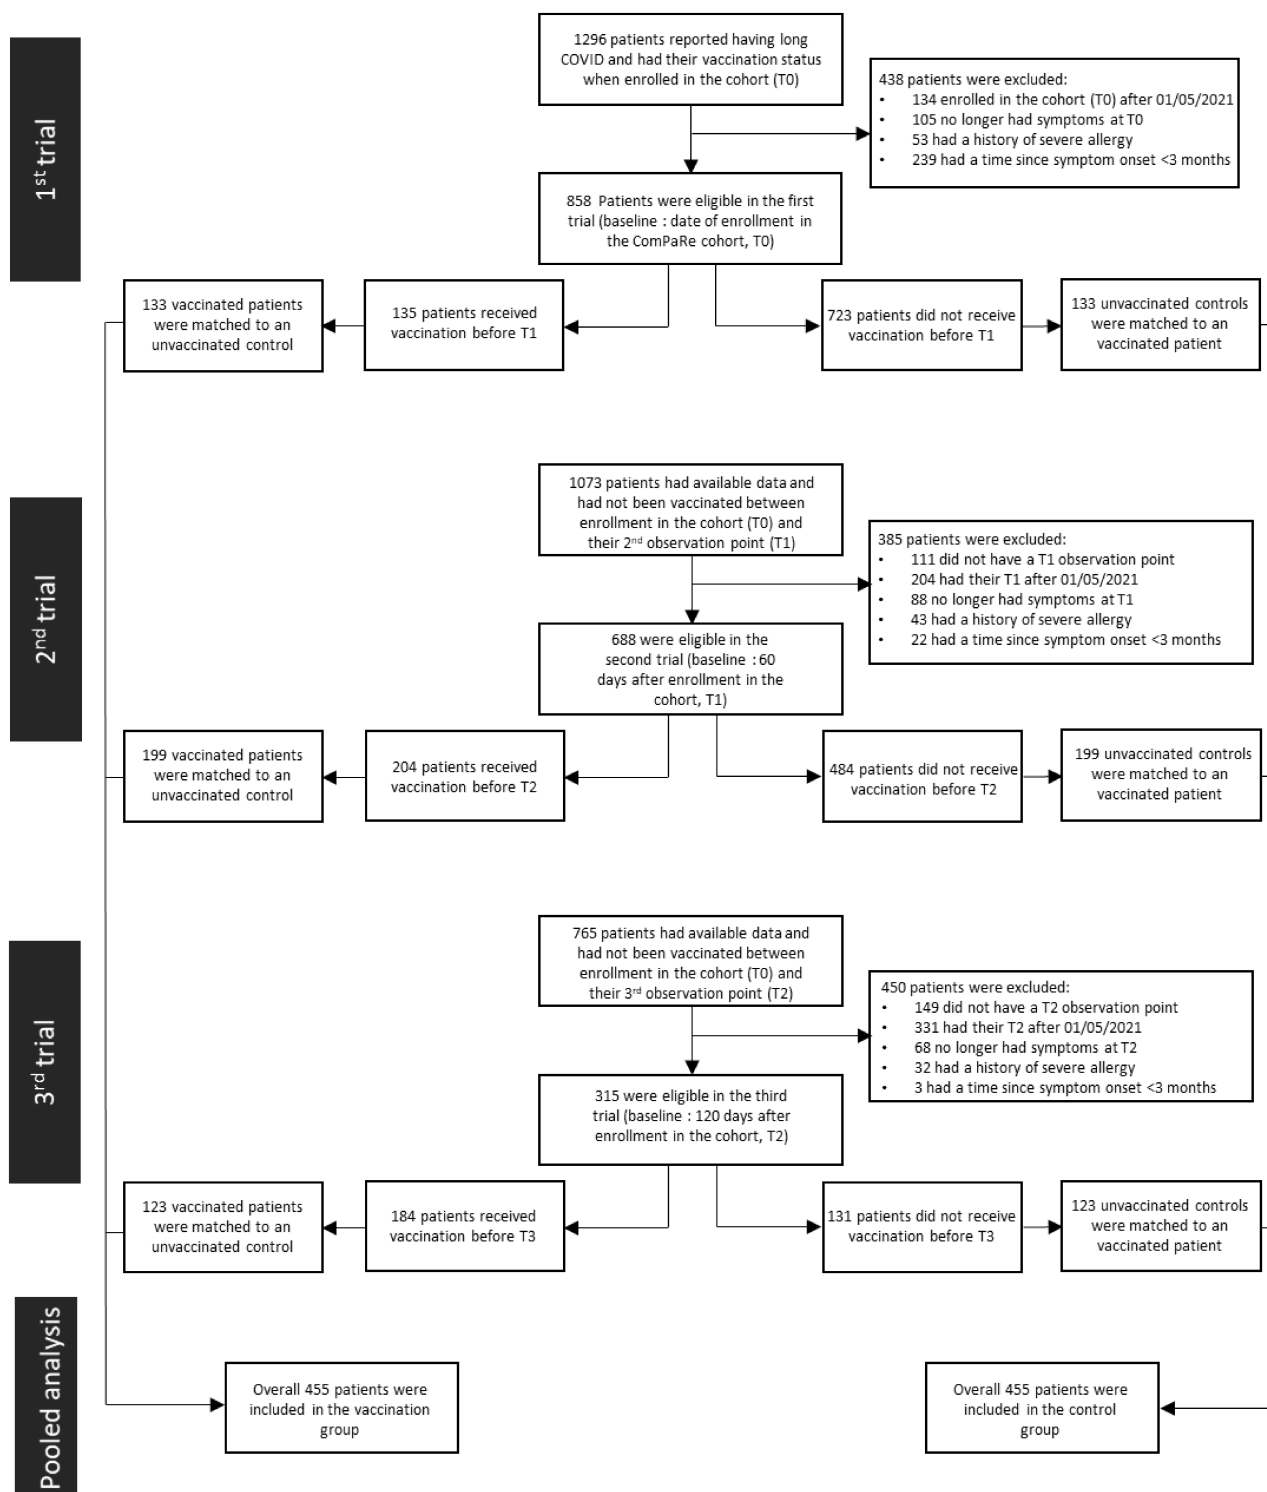 1st trial
1296 patients reported having long
COVID and had their vaccination status
when enrolled in the cohort (T0)
438 patients were excluded:
• 134 enrolled in the cohort (T0) after 01/05/2021
• 105 no longer had symptoms at T0
• 53 had a history of severe allergy
• 239 had a time since symptom onset <3 months
858 Patients were eligible in the first
trial (baseline : date of enrollment in
the ComPaRe cohort, T0)
133 vaccinated patients
were matched to an
unvaccinated control
135 patients received
vaccination before T1
723 patients did not receive
vaccination before T1
133 unvaccinated controls
were matched to an
vaccinated patient
2nd trial
1073 patients had available data and
had not been vaccinated between
enrollment in the cohort (T0) and
their 2nd observation point (T1)
385 patients were excluded:
• 111 did not have a T1 observation point
• 204 had their T1 after 01/05/2021
• 88 no longer had symptoms at T1
• 43 had a history of severe allergy
• 22 had a time since symptom onset <3 months
688 were eligible in the
second trial (baseline : 60
days after enrollment in the
cohort, T1)
199 vaccinated patients
were matched to an
unvaccinated control
204 patients received
vaccination before T2
484 patients did not receive
vaccination before T2
199 unvaccinated controls
were matched to an
vaccinated patient
3rd trial
765 patients had available data and
had not been vaccinated between
enrollment in the cohort (T0) and
their 3rd observation point (T2)
450 patients were excluded:
• 149 did not have a T2 observation point
• 331 had their T2 after 01/05/2021
• 68 no longer had symptoms at T2
• 32 had a history of severe allergy
• 3 had a time since symptom onset <3 months
315 were eligible in the third
trial (baseline : 120 days after
enrollment in the cohort, T2)
123 vaccinated patients
were matched to an
unvaccinated control
184 patients received
vaccination before T3
131 patients did not receive
vaccination before T3
123 unvaccinated controls
were matched to an
vaccinated patient
Pooled analysis
Overall 455 patients were
included in the vaccination
group
Overall 455 patients were
included in the control
group